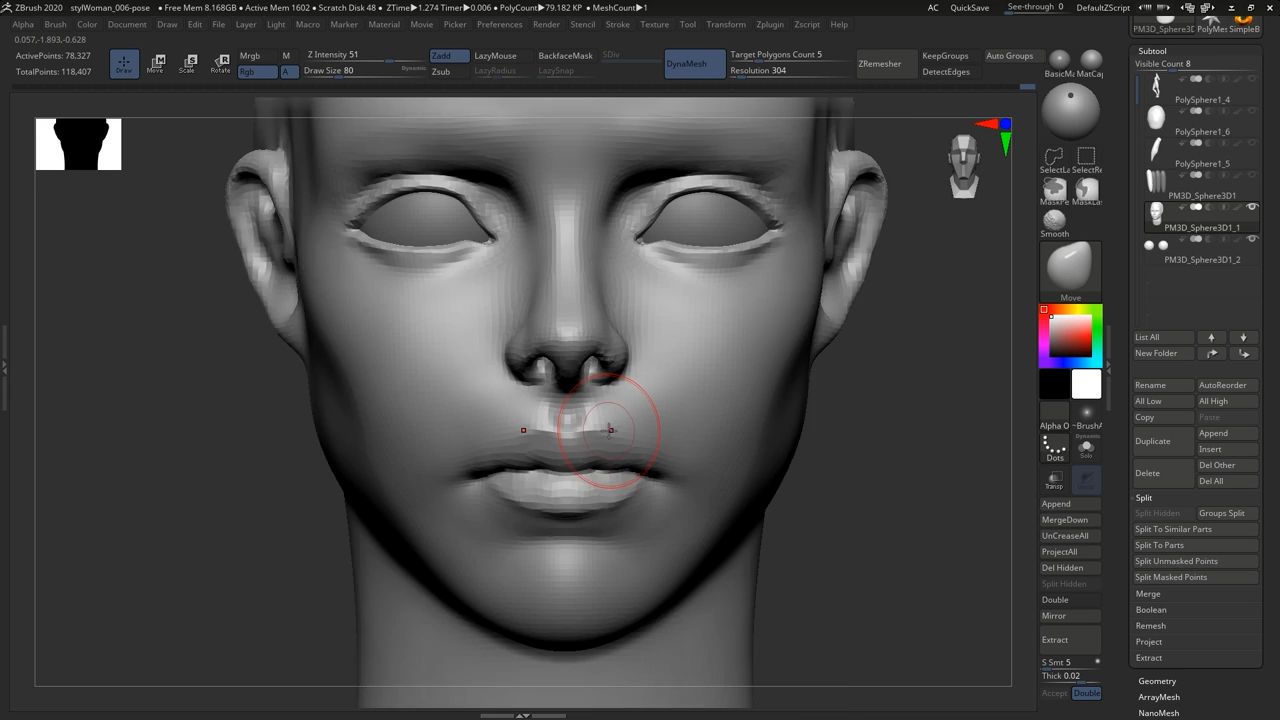 ZBrush 2020 stylWoman_006-pose • Free Mem 8.168GB • Active Mem 1602 • Scratch Disk 48 • ZTime▶1.274 Timer▶0.006 • PolyCount▶79.182 KP • MeshCount▶1 AC QuickSave See-through 0 DefaultZScript
Alpha Brush Color Document Draw Edit File Layer Light Macro Marker Material Movie Picker Preferences Render Stencil Stroke Texture Tool Transform Zplugin Zscript Help
0.057,-1.893,-0.628
PM3D_Sphere3D PolyMes SimpleB
ActivePoints: 78,327
TotalPoints: 118,407
Draw Move Scale Rotate
Mrgb M
Rgb A
Z Intensity 51
Draw Size 80 Dynamic
Zadd
Zsub
LazyMouse
LazyRadius
BackfaceMask
LazySnap
SDiv
DynaMesh
Target Polygons Count 5
Resolution 304
ZRemesher
KeepGroups
DetectEdges
Auto Groups
BasicMa MatCap
SelectLa SelectRe
MaskPe MaskLas
Smooth
Move
Alpha O ~BrushA
Dots Solo
Transp
Append
MergeDown
UnCreaseAll
ProjectAll
Del Hidden
Split Hidden
Double
Mirror
Extract
S Smt 5
Thick 0.02
Accept Double
Subtool
Visible Count 8
PolySphere1_4
PolySphere1_6
PolySphere1_5
PM3D_Sphere3D1
PM3D_Sphere3D1_1
PM3D_Sphere3D1_2
List All
New Folder
Rename AutoReorder
All Low All High
Copy Paste
Duplicate Append
Insert
Delete Del Other
Del All
Split
Split Hidden Groups Split
Split To Similar Parts
Split To Parts
Split Unmasked Points
Split Masked Points
Merge
Boolean
Remesh
Project
Extract
Geometry
ArrayMesh
NanoMesh